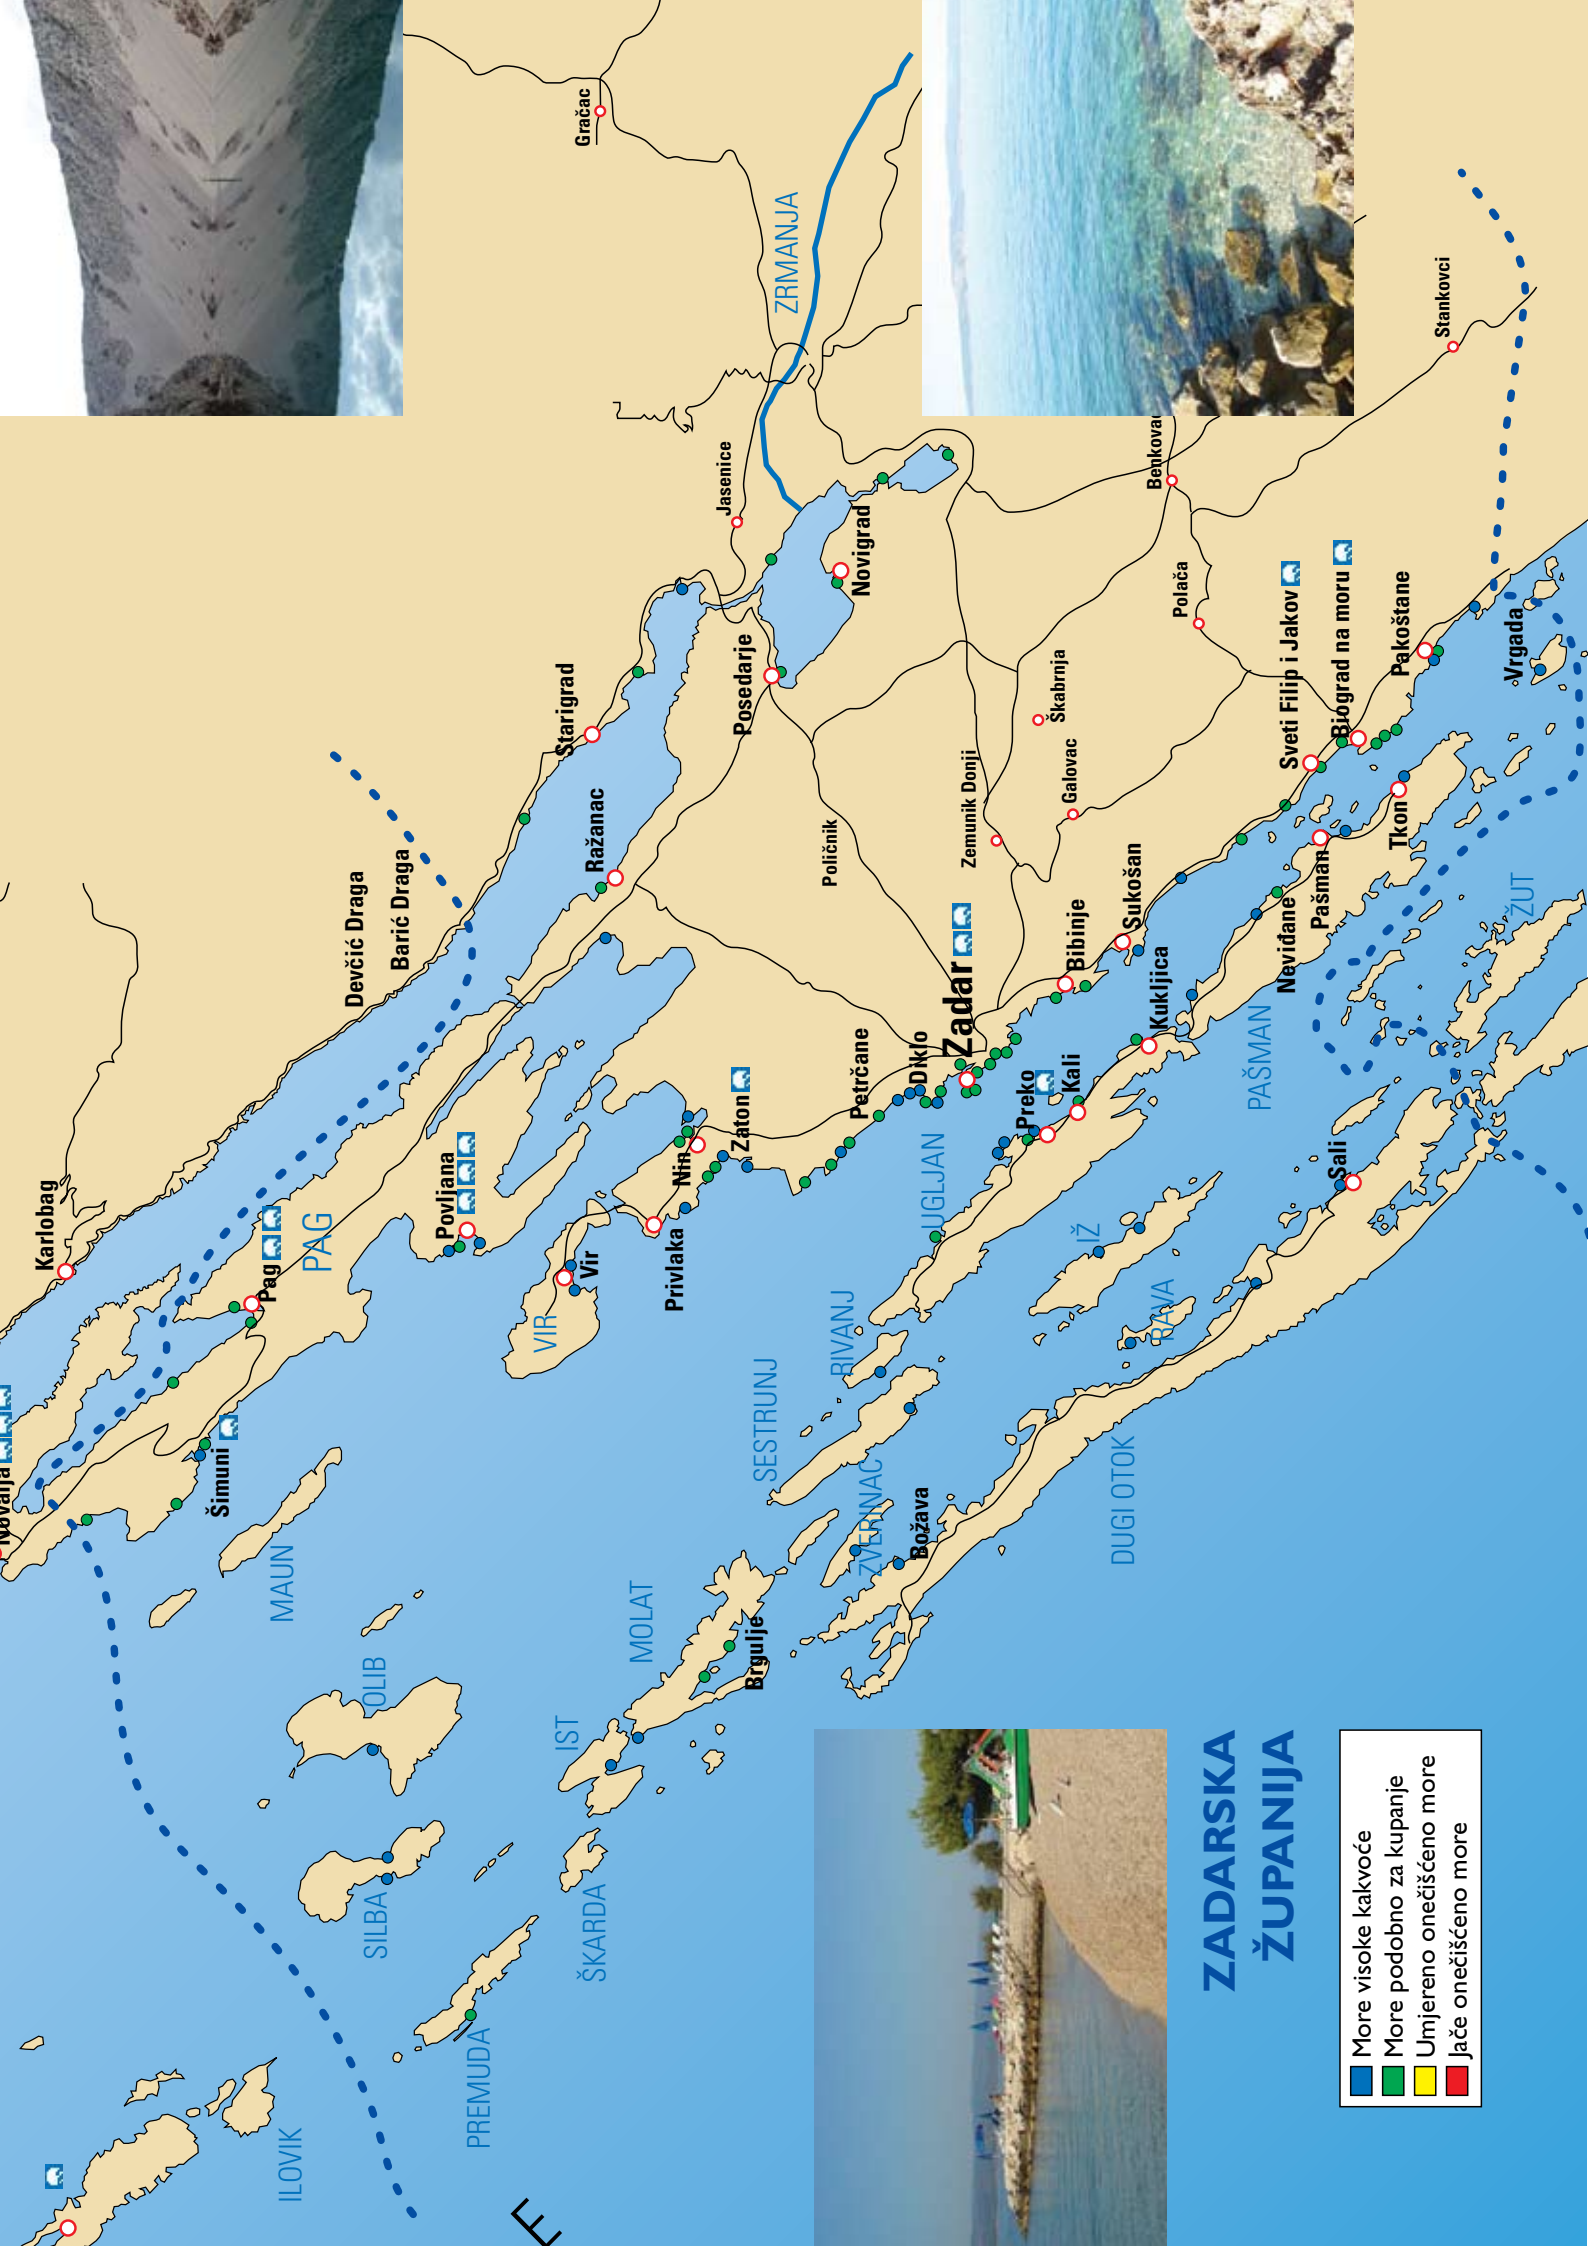 Gračac
ZRMANJA
Stankovci
Jasenice
Benkovac
Novigrad
Polača
Sveti Filip i Jakov
Biograd na moru
Pakoštane
Vrgada
Starigrad
Posedarje
Škabrnja
Galovac
Zemunik Donji
Poličnik
Ražanac
Devčić Draga
Barić Draga
Tkon
Pašman
Neviđane
ŽUT
Sukošan
Bibinje
Kukljica
PAŠMAN
Zadar
Diklo
Petrčane
Preko
Kali
Zaton
Nin
Privlaka
Vir
VIR
Povljana
Karlobag
Pag
PAG
UGLJAN
IŽ
Sali
RAVA
RIVANJ
SESTRUNJ
ZVERINAC
Božava
DUGI OTOK
Novalja
Šimuni
MAUN
OLIB
MOLAT
Brgulje
IST
SILBA
ŠKARDA
PREMUDA
ILOVIK
E
ZADARSKA
ŽUPANIJA
More visoke kakvoće
More podobno za kupanje
Umjereno onečišćeno more
Jače onečišćeno more